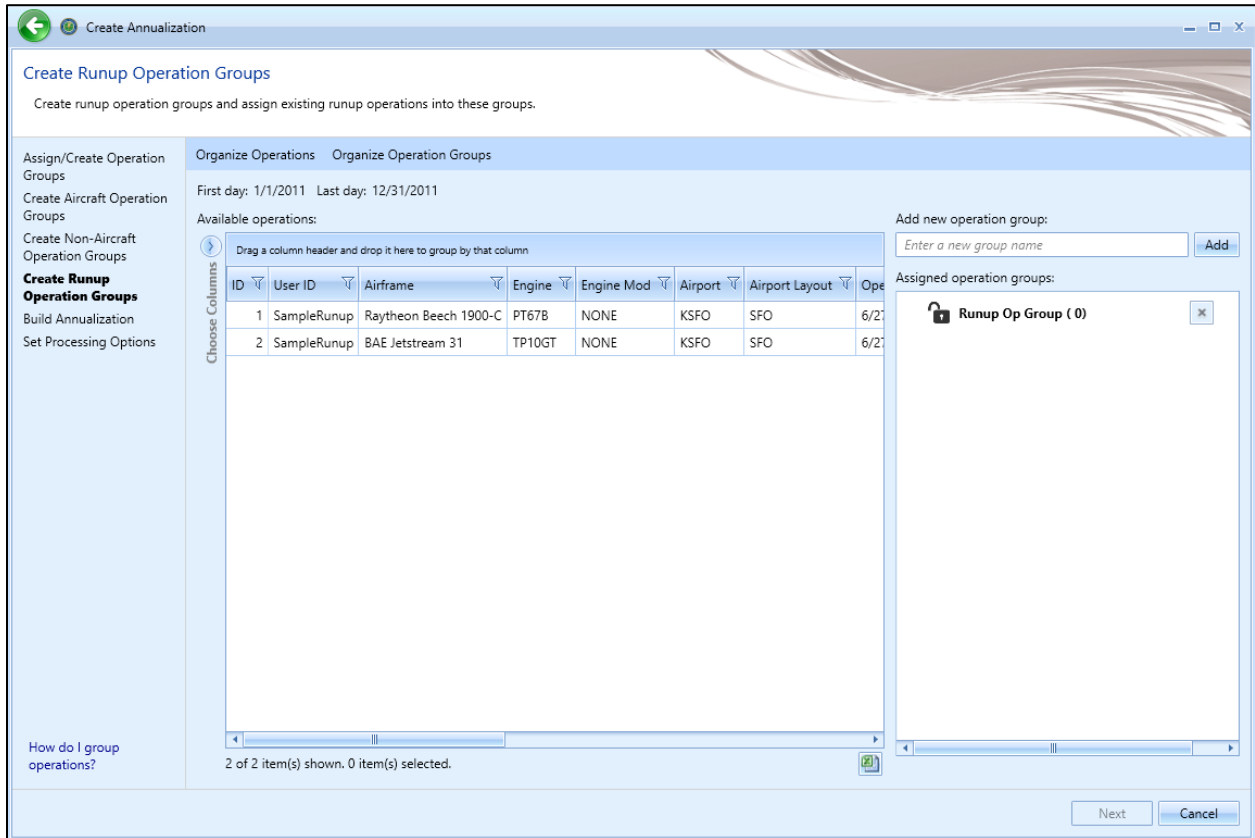 Create Annualization
Create Runup Operation Groups
Create runup operation groups and assign existing runup operations into these groups.
Assign/Create Operation
Groups
Create Aircraft Operation
Groups
Create Non-Aircraft
Operation Groups
Create Runup
Operation Groups
Build Annualization
Set Processing Options
How do I group
operations?
Organize Operations Organize Operation Groups
First day: 1/1/2011 Last day: 12/31/2011
Available operations:
Choose Columns
Drag a column header and drop it here to group by that column
ID User ID Airframe Engine Engine Mod Airport Airport Layout Ope
1 SampleRunup Raytheon Beech 1900-C PT67B NONE KSFO SFO 6/27
2 SampleRunup BAE Jetstream 31 TP10GT NONE KSFO SFO 6/27
2 of 2 item(s) shown. 0 item(s) selected.
Add new operation group:
Enter a new group name Add
Assigned operation groups:
Runup Op Group ( 0)
Next Cancel